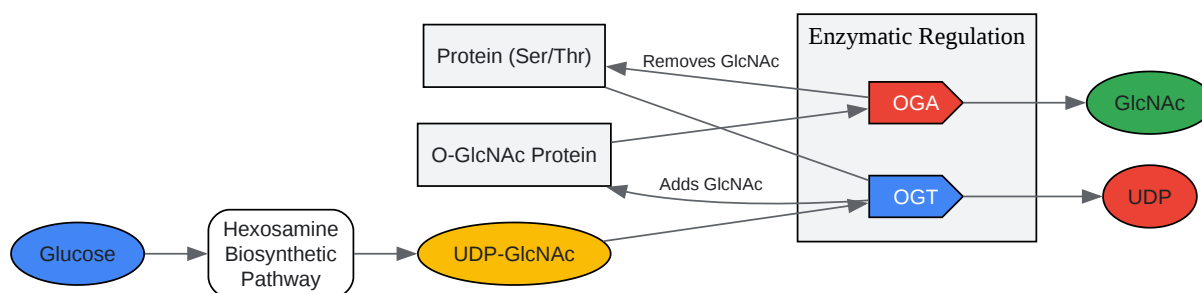 Enzymatic Regulation
Protein (Ser/Thr)
Removes GlcNAc
OGA
GlcNAc
O-GlcNAc Protein
Adds GlcNAc
OGT
UDP
Glucose
Hexosamine
Biosynthetic
Pathway
UDP-GlcNAc